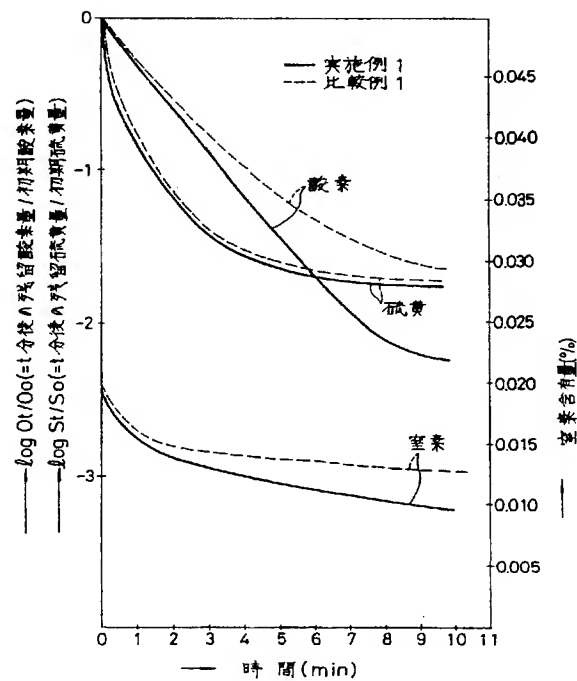 0
-1
-2
-3
log Ot/Oo(=t分後の残留酸素量/初期酸素量)
log St/So(=t分後の残留硫黄量/初期硫黄量)
実施例 1
比較例 1
酸素
硫黄
窒素
0.045
0.040
0.035
0.030
0.028
0.020
0.015
0.010
0.005
窒素含有量(%)
0 1 2 3 4 5 6 7 8 9 10 11
時間(min)